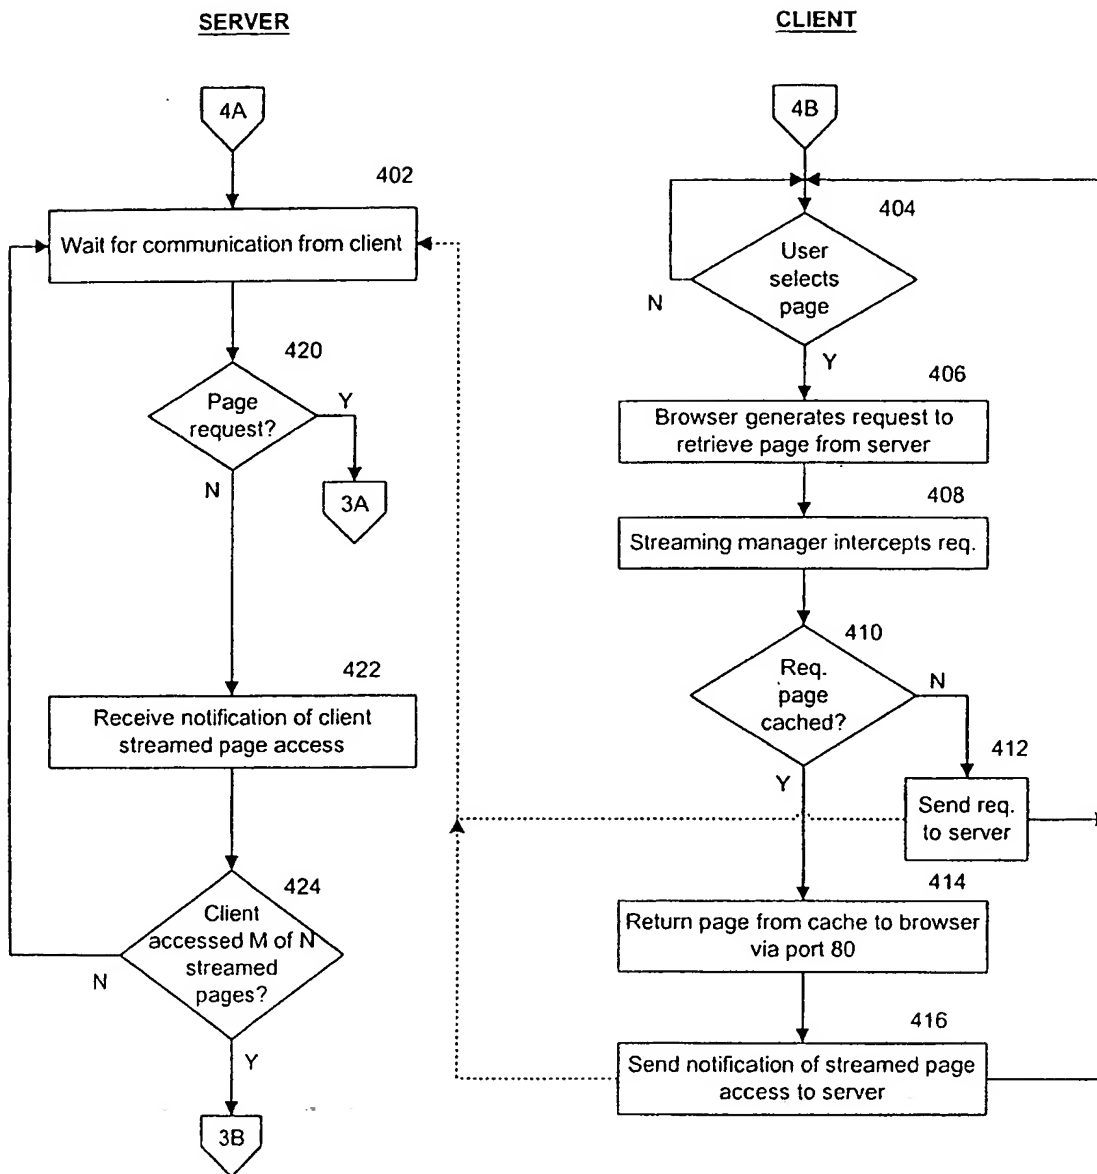 SERVER
4A
402
Wait for communication from client
420
Page
request?
Y
N
3A
422
Receive notification of client
streamed page access
424
Client
accessed M of N
streamed
pages?
N
Y
3B
CLIENT
4B
404
User
selects
page
N
Y
406
Browser generates request to
retrieve page from server
408
Streaming manager intercepts req.
410
Req.
page
cached?
N
Y
412
Send req.
to server
414
Return page from cache to browser
via port 80
416
Send notification of streamed page
access to server